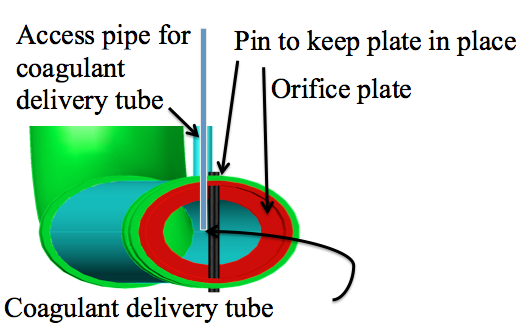 Access pipe for
coagulant
delivery tube
Pin to keep plate in place
Orifice plate
Coagulant delivery tube